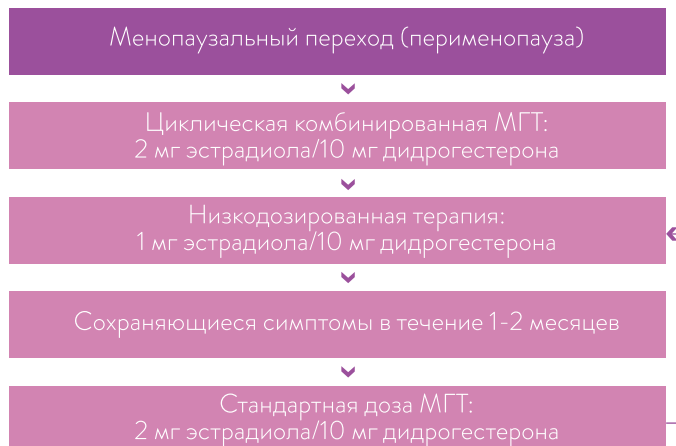 Менопаузальный переход (перименопауза)
Циклическая комбинированная МГТ:
2 мг эстрадиола/10 мг дидрогестерона
Низкодозированная терапия:
1 мг эстрадиола/10 мг дидрогестерона
Сохраняющиеся симптомы в течение 1-2 месяцев
Стандартная доза МГТ:
2 мг эстрадиола/10 мг дидрогестерона